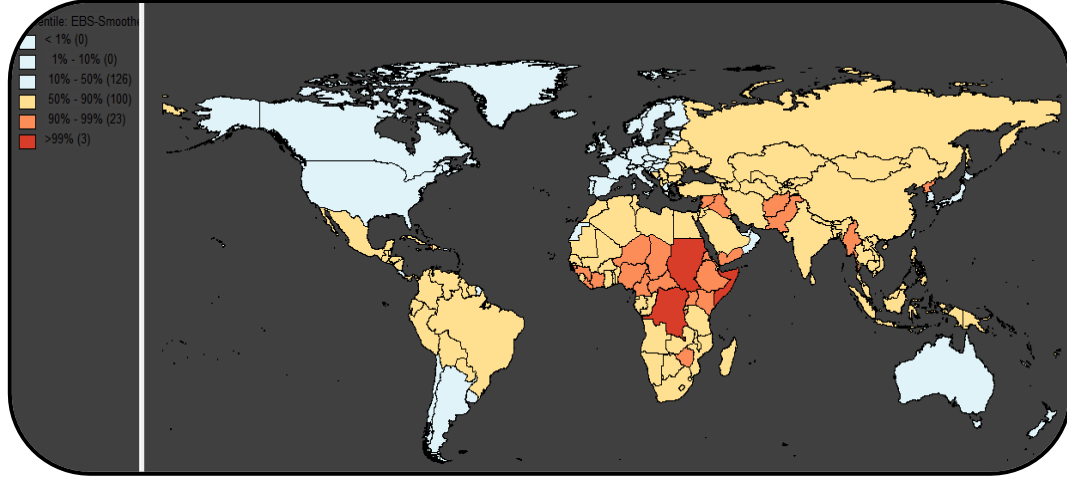 entile: EBS-Smoothe
< 1% (0)
1% - 10% (0)
10% - 50% (126)
50% - 90% (100)
90% - 99% (23)
>99% (3)